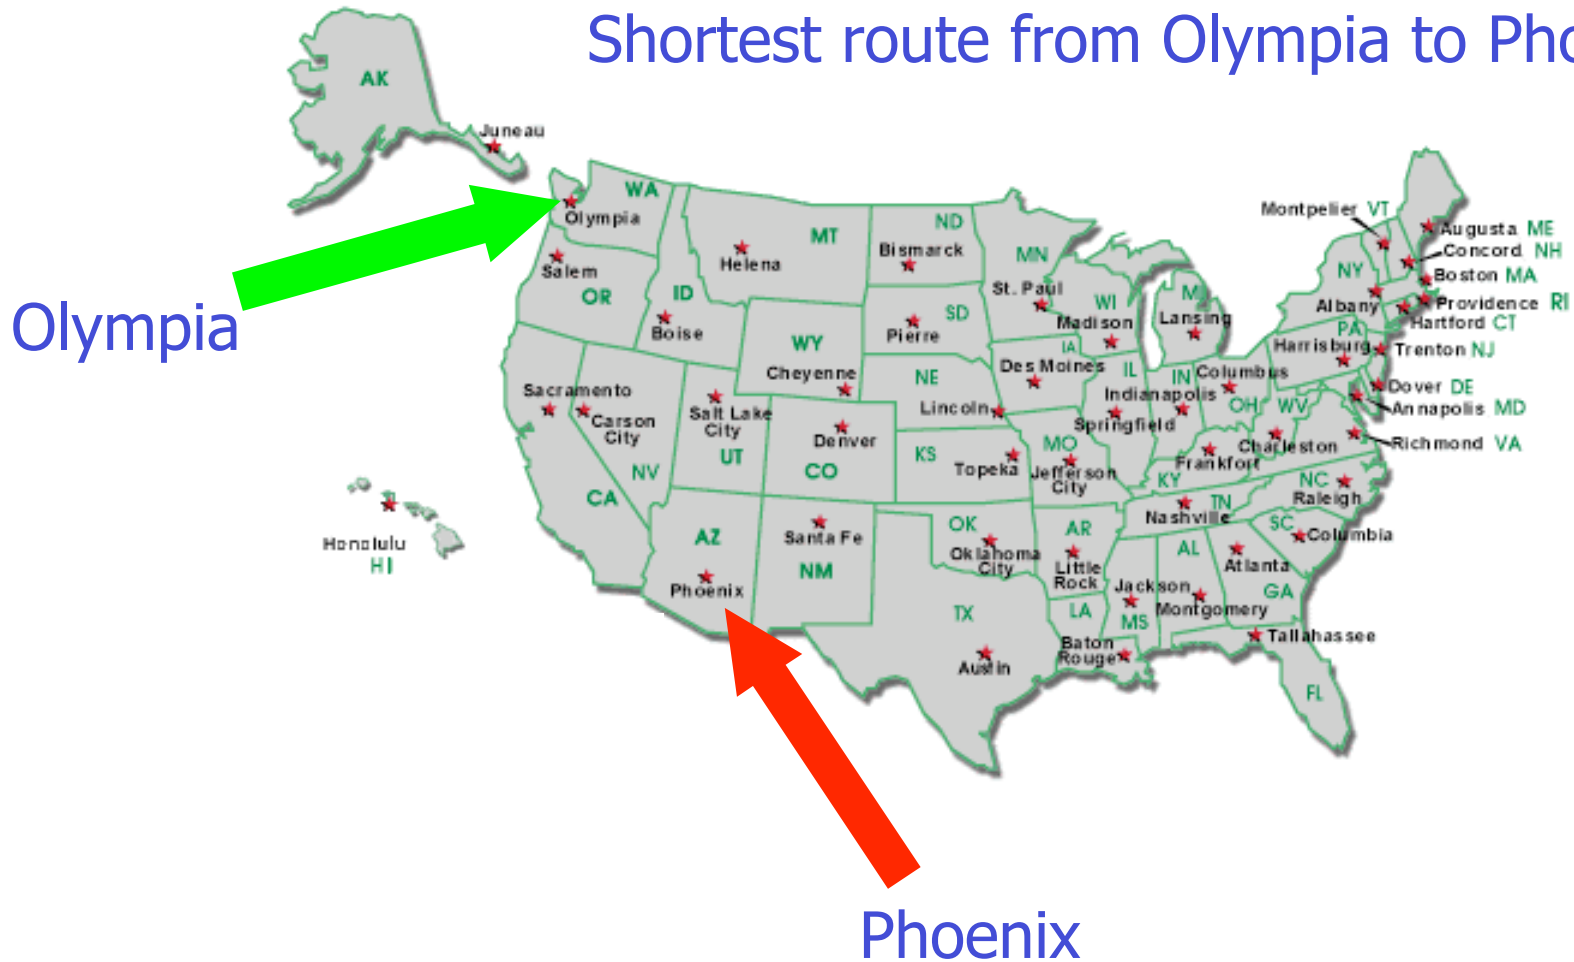 Shortest route from Olympia to Pho
AK
Juneau
WA
Olympia
Montpelier VT
Augusta ME
Concord NH
Boston MA
Providence RI
Hartford CT
NY
Albany
ND
Bismarck
MT
Helena
MN
St. Paul
WI
Madison
MI
Lansing
Salem
OR
ID
Boise
SD
Pierre
PA
Harrisburg
Trenton NJ
Olympia
WY
Cheyenne
NE
Lincoln
IA
Des Moines
IL
Springfield
IN
Indianapolis
Columbus
OH
WV
Charleston
Dover DE
Annapolis MD
Richmond VA
Sacramento
Carson
City
NV
CA
Salt Lake
City
UT
Denver
CO
KS
Topeka
MO
Jefferson
City
KY
Frankfort
NC
Raleigh
TN
Nashville
SC
Columbia
Honolulu
HI
AZ
Phoenix
Santa Fe
NM
OK
Oklahoma
City
AR
Little
Rock
AL
Montgomery
Atlanta
GA
Jackson
MS
LA
Baton
Rouge
TX
Austin
Tallahassee
FL
Phoenix